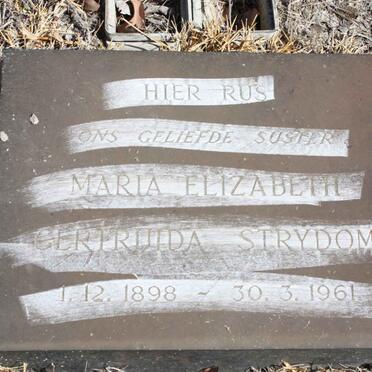 HIER RUS
ONS GELIEFDE SUSTER
MARIA ELIZABETH
GERTRUIDA STRYDOM
1.12.1898 ~ 30.3.1961